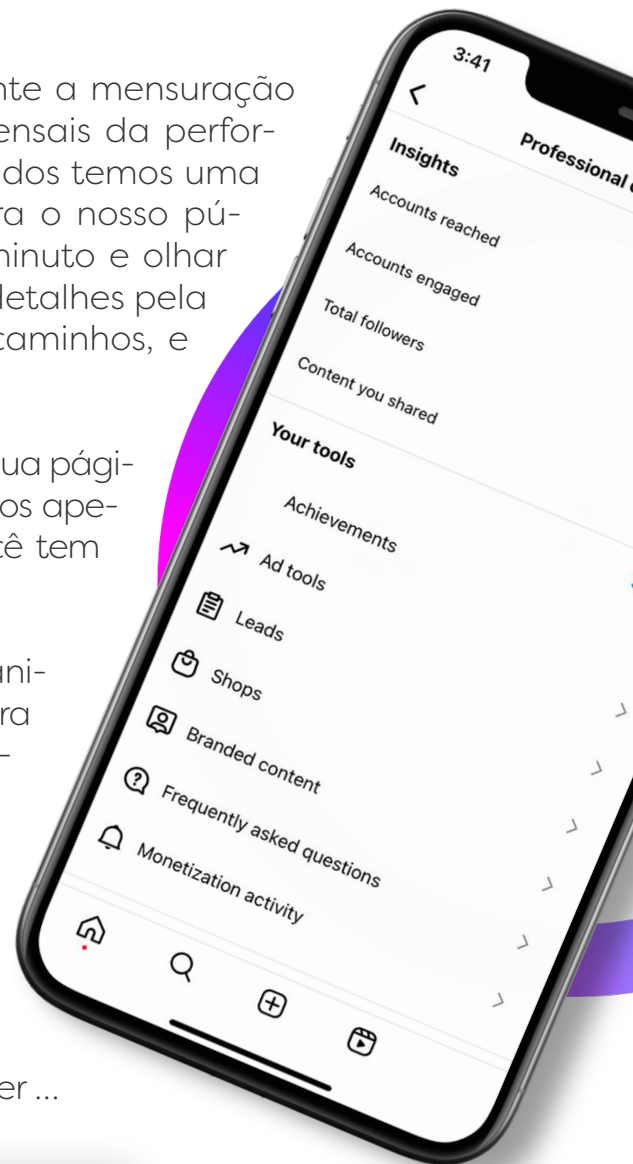 nte a mensuração
ensais da perfor-
dos temos uma
ra o nosso pú-
minuto e olhar
detalhes pela
caminhos, e
ua pági-
os ape-
cê tem
ani-
ra
-
er ...
3:41
Professional
Insights
Accounts reached
Accounts engaged
Total followers
Content you shared
Your tools
Achievements
Ad tools
Leads
Shops
Branded content
Frequently asked questions
Monetization activity